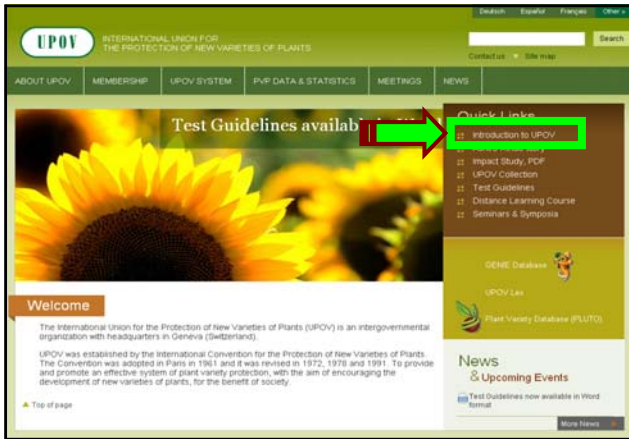 Deutsch Español Français Other »
UPOV
INTERNATIONAL UNION FOR
THE PROTECTION OF NEW VARIETIES OF PLANTS
Search
Contact us Site map
ABOUT UPOV MEMBERSHIP UPOV SYSTEM PVP DATA & STATISTICS MEETINGS NEWS
Test Guidelines
Quick Links
Introduction to UPOV
Impact Study, PDF
UPOV Collection
Test Guidelines
Distance Learning Course
Seminars & Symposia
GENIE Database
UPOV Lex
Plant Variety Database (PLUTO)
Welcome
The International Union for the Protection of New Varieties of Plants (UPOV) is an intergovernmental
organization with headquarters in Geneva (Switzerland).
UPOV was established by the International Convention for the Protection of New Varieties of Plants.
The Convention was adopted in Paris in 1961 and it was revised in 1972, 1978 and 1991. To provide
and promote an effective system of plant variety protection, with the aim of encouraging the
development of new varieties of plants, for the benefit of society.
Top of page
News
& Upcoming Events
Test Guidelines now available in Word
format
More News